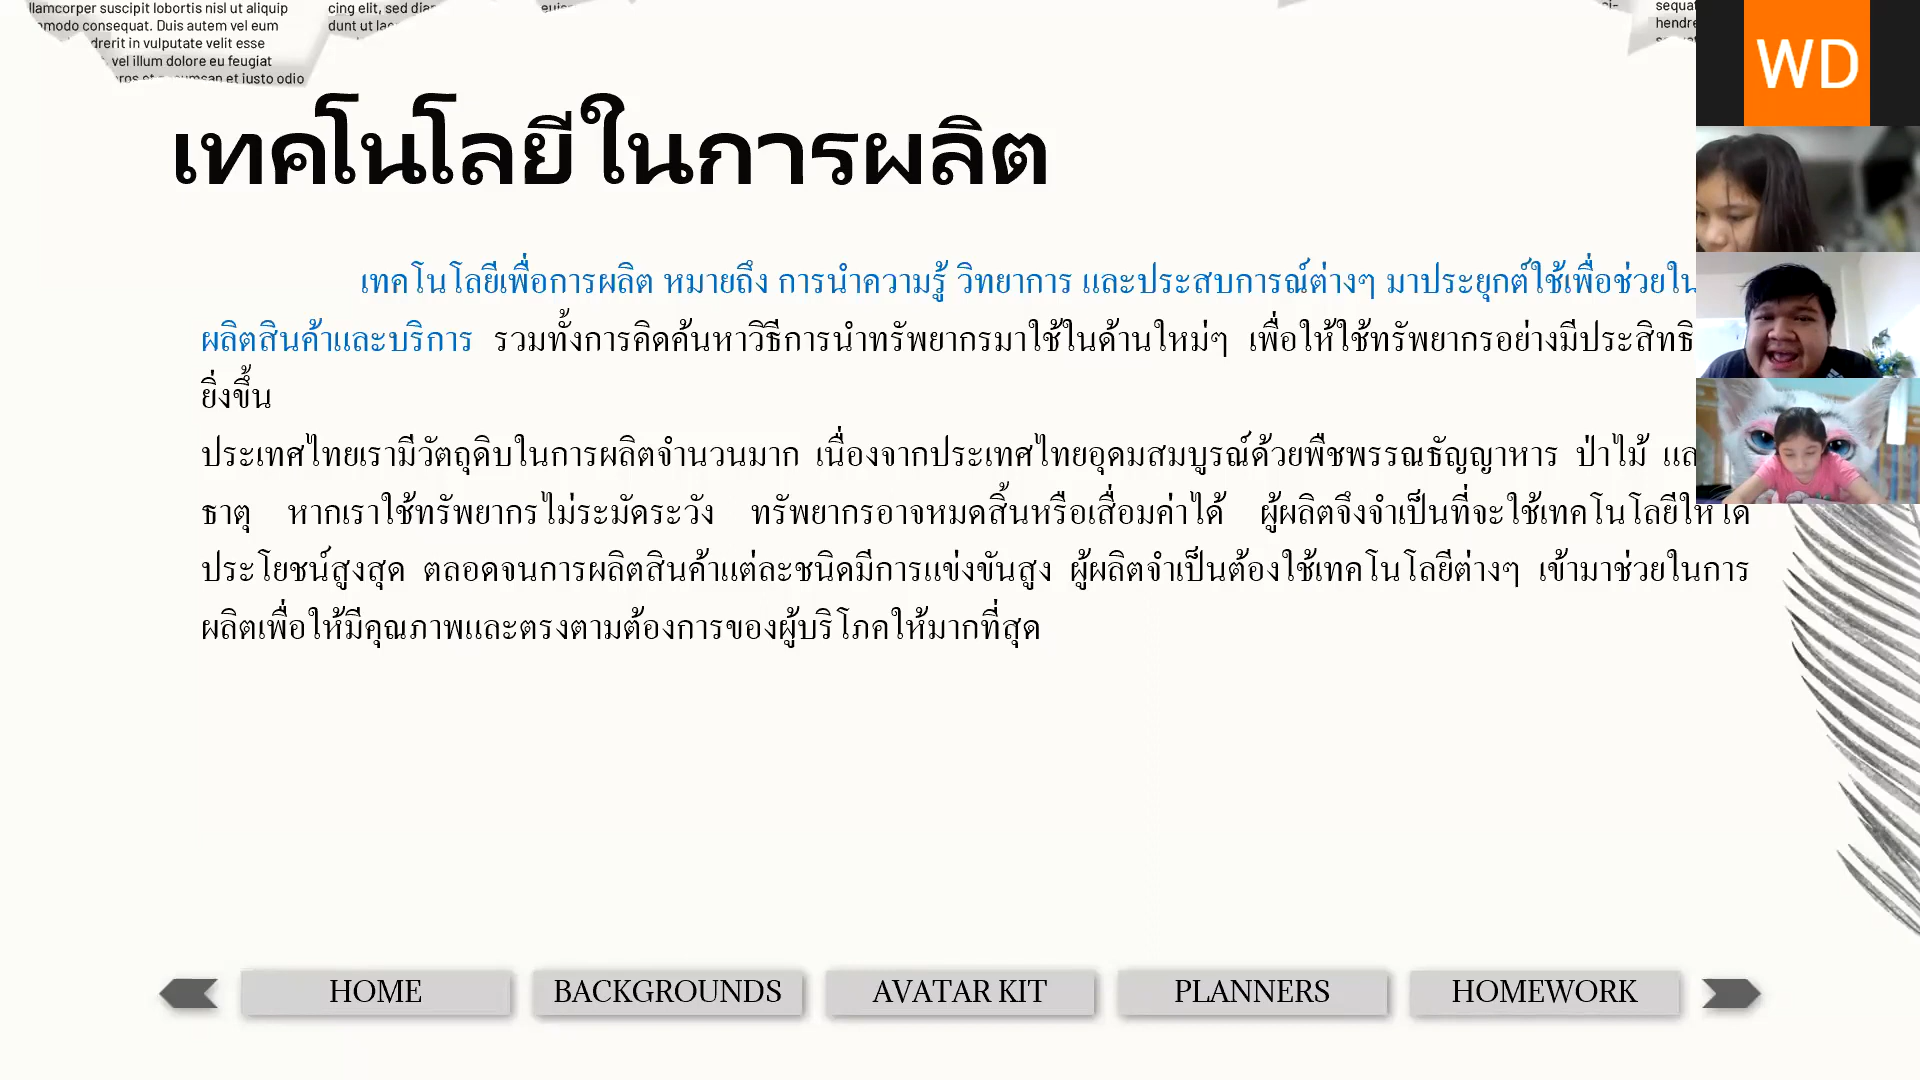 llamcorper suscipit lobortis nisl ut aliquip
modo consequat. Duis autem vel eum
drerit in vulputate velit esse
vel illum dolore eu feugiat
et iusto odio
cing elit, sed
dunt ut
WD
เทคโนโลยีในการผลิต
เทคโนโลยีเพื่อการผลิต หมายถึง การนำความรู้ วิทยาการ และประสบการณ์ต่างๆ มาประยุกต์ใช้เพื่อช่วยใน
ผลิตสินค้าและบริการ รวมทั้งการคิดค้นหาวิธีการนำทรัพยากรมาใช้ในด้านใหม่ๆ เพื่อให้ใช้ทรัพยากรอย่างมีประสิทธิ
ยิ่งขึ้น
ประเทศไทยเรามีวัตถุดิบในการผลิตจำนวนมาก เนื่องจากประเทศไทยอุดมสมบูรณ์ด้วยพืชพรรณธัญญาหาร ป่าไม้ แล
ธาตุ หากเราใช้ทรัพยากรไม่ระมัดระวัง ทรัพยากรอาจหมดสิ้นหรือเสื่อมค่าได้ ผู้ผลิตจึงจำเป็นที่จะใช้เทคโนโลยีให้ได้
ประโยชน์สูงสุด ตลอดจนการผลิตสินค้าแต่ละชนิดมีการแข่งขันสูง ผู้ผลิตจำเป็นต้องใช้เทคโนโลยีต่างๆ เข้ามาช่วยในการ
ผลิตเพื่อให้มีคุณภาพและตรงตามต้องการของผู้บริโภคให้มากที่สุด
HOME
BACKGROUNDS
AVATAR KIT
PLANNERS
HOMEWORK